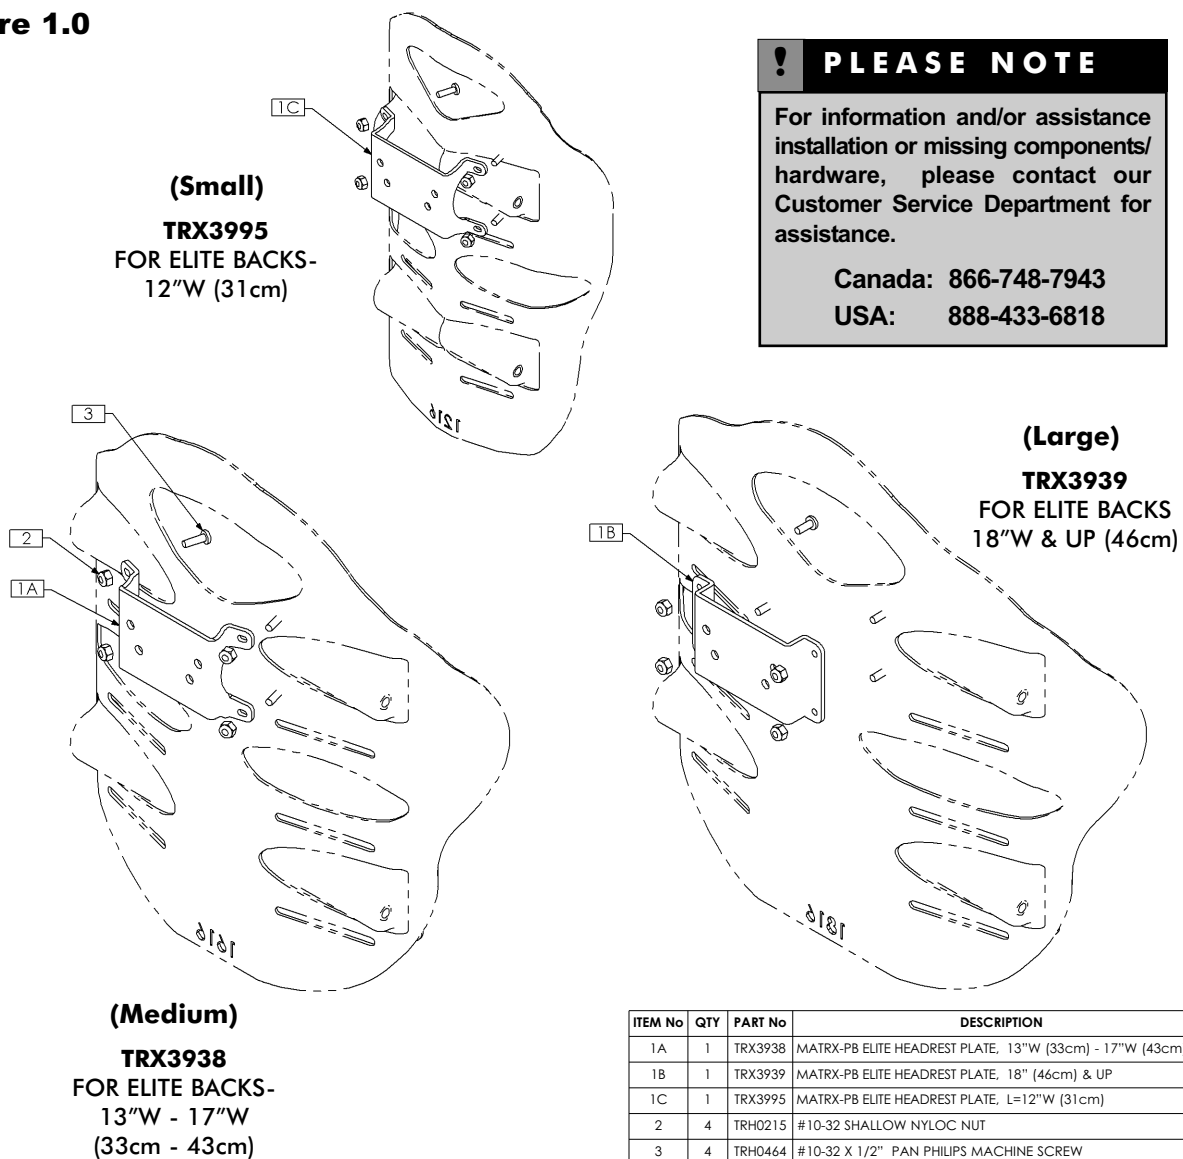 re 1.0
! PLEASE NOTE
For information and/or assistance
installation or missing components/
hardware, please contact our
Customer Service Department for
assistance.
Canada: 866-748-7943
USA: 888-433-6818
1C
(Small)
TRX3995
FOR ELITE BACKS-
12"W (31cm)
1216
3
2
1A
1616
(Medium)
TRX3938
FOR ELITE BACKS-
13"W - 17"W
(33cm - 43cm)
(Large)
TRX3939
FOR ELITE BACKS
18"W & UP (46cm)
1B
1816
ITEM No QTY PART No DESCRIPTION
1A 1 TRX3938 MATRX-PB ELITE HEADREST PLATE, 13"W (33cm) - 17"W (43cm
1B 1 TRX3939 MATRX-PB ELITE HEADREST PLATE, 18" (46cm) & UP
1C 1 TRX3995 MATRX-PB ELITE HEADREST PLATE, L=12"W (31cm)
2 4 TRH0215 #10-32 SHALLOW NYLOC NUT
3 4 TRH0464 #10-32 X 1/2" PAN PHILIPS MACHINE SCREW